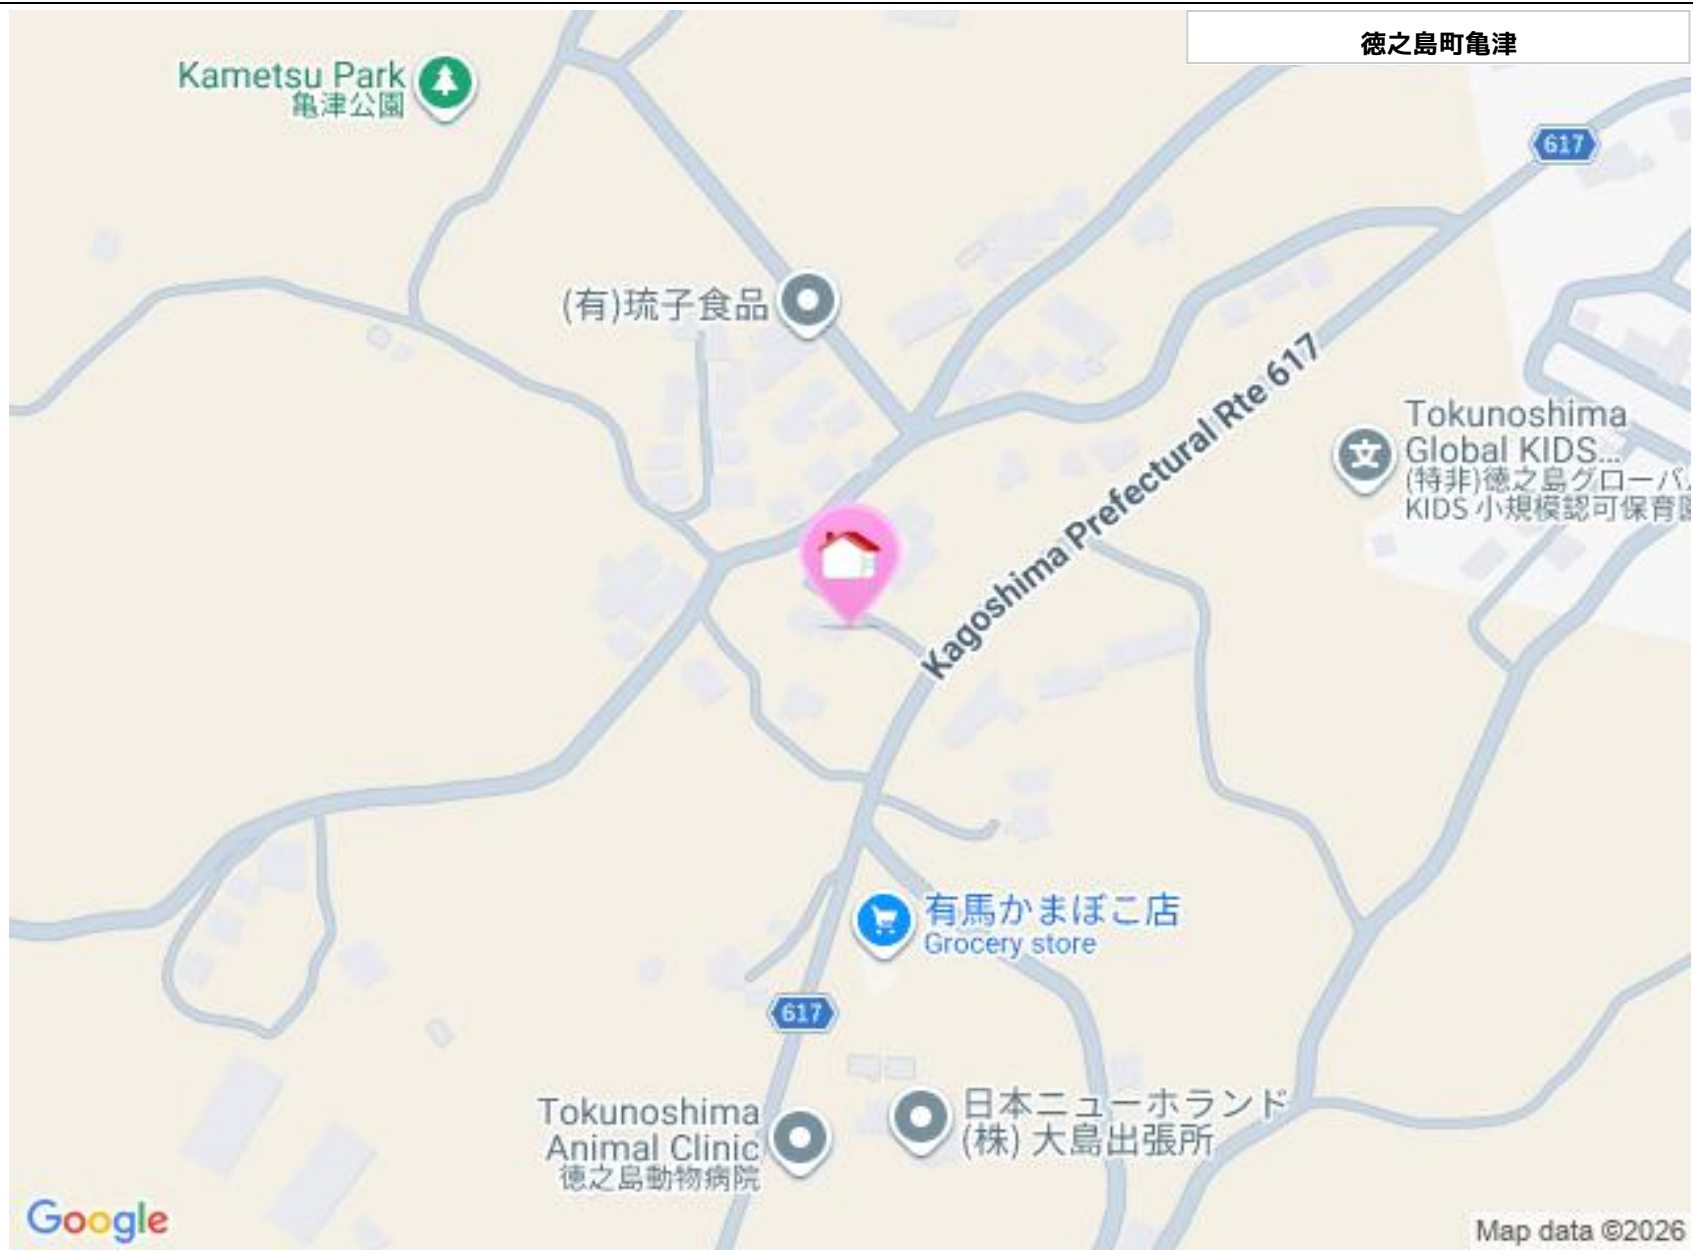 徳之島町亀津
Kametsu Park
亀津公園
617
(有)琉子食品
Kagoshima Prefectural Rte 617
Tokunoshima
Global KIDS...
(特非)徳之島グローバル
KIDS 小規模認可保育園
有馬かまぼこ店
Grocery store
617
Tokunoshima
Animal Clinic
徳之島動物病院
日本ニューホランド
(株) 大島出張所
Google
Map data ©2026